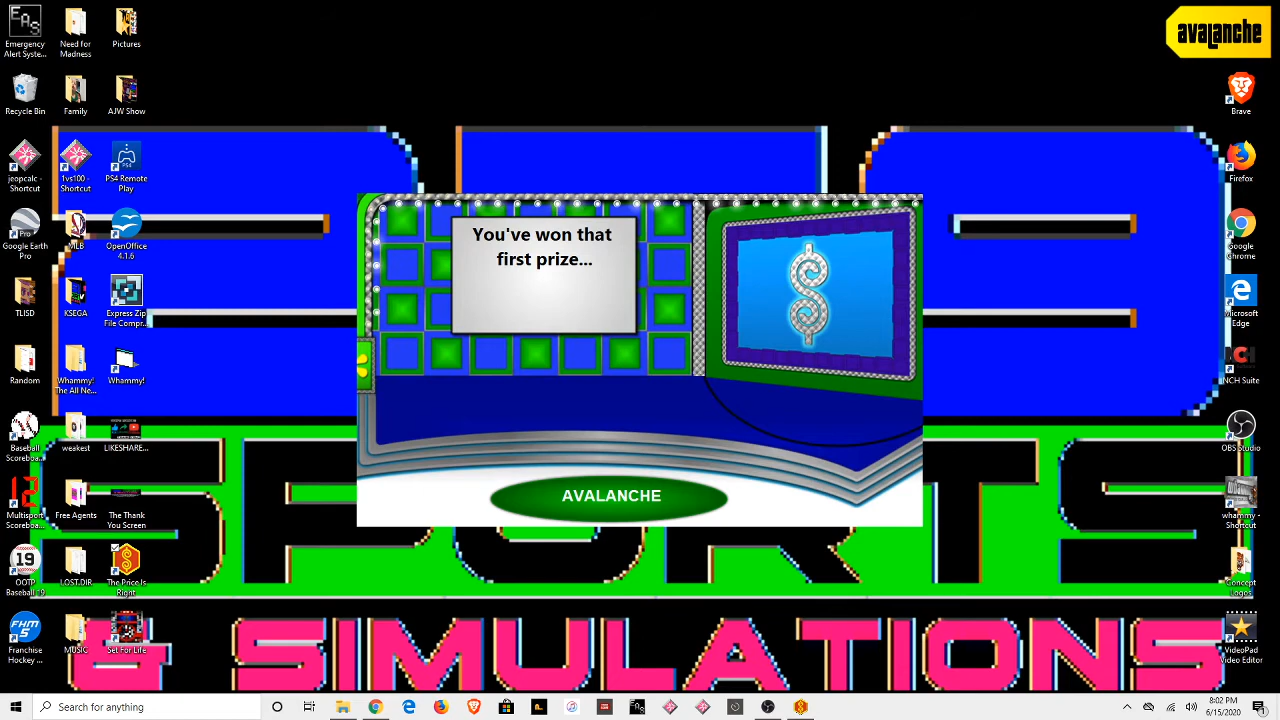 EAS
Emergency
Alert Syste...
Need for
Madness
Pictures
avalanche
Recycle Bin
Family
AJW Show
Brave
jeopcalc -
Shortcut
1vs100 -
Shortcut
PS4 Remote
Play
Firefox
Google Earth
Pro
MLB
OpenOffice
4.1.6
Google
Chrome
TLISD
KSEGA
Express Zip
File Compr...
Microsoft
Edge
Random
Whammy!
The All Ne...
Whammy!
NCH Suite
Baseball
Scoreboa...
weakest
LIKESHARE...
OBS Studio
12
Multisport
Scoreboa...
Free Agents
The Thank
You Screen
whammy -
Shortcut
19
OOTP
Baseball 19
LOST.DIR
The Price Is
Right
Concept
Logos
FHM
5
Franchise
Hockey ...
MUSIC
Set For Life
VideoPad
Video Editor
You've won that
first prize...
AVALANCHE
SPORTS
& SIMULATIONS
Search for anything
8:02 PM
6/15/2020